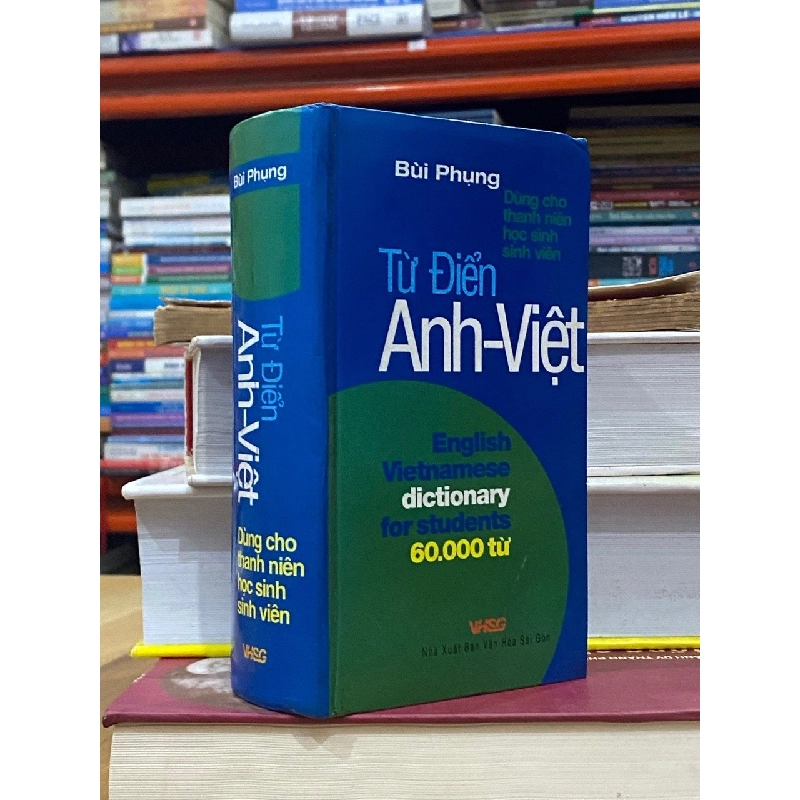 Bùi Phụng
Từ Điển
Anh-Việt
Dùng cho
thanh niên
học sinh
sinh viên
VHSG
Bùi Phụng
Dùng cho
thanh niên
học sinh
sinh viên
Từ Điển
Anh-Việt
English
Vietnamese
dictionary
for students
60.000 từ
VHSG
Nhà Xuất Bản Văn Hóa Sài Gòn